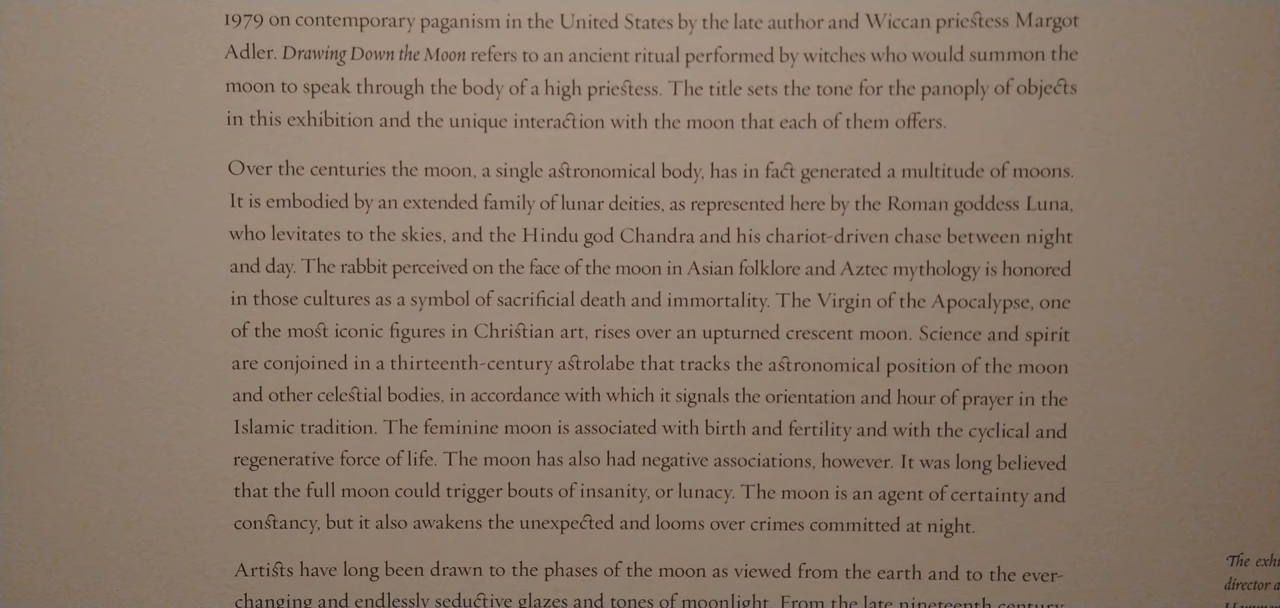 1979 on contemporary paganism in the United States by the late author and Wiccan priestess Margot
Adler. Drawing Down the Moon refers to an ancient ritual performed by witches who would summon the
moon to speak through the body of a high priestess. The title sets the tone for the panoply of objects
in this exhibition and the unique interaction with the moon that each of them offers.
Over the centuries the moon, a single astronomical body, has in fact generated a multitude of moons.
It is embodied by an extended family of lunar deities, as represented here by the Roman goddess Luna,
who levitates to the skies, and the Hindu god Chandra and his chariot-driven chase between night
and day. The rabbit perceived on the face of the moon in Asian folklore and Aztec mythology is honored
in those cultures as a symbol of sacrificial death and immortality. The Virgin of the Apocalypse, one
of the most iconic figures in Christian art, rises over an upturned crescent moon. Science and spirit
are conjoined in a thirteenth-century astrolabe that tracks the astronomical position of the moon
and other celestial bodies, in accordance with which it signals the orientation and hour of prayer in the
Islamic tradition. The feminine moon is associated with birth and fertility and with the cyclical and
regenerative force of life. The moon has also had negative associations, however. It was long believed
that the full moon could trigger bouts of insanity, or lunacy. The moon is an agent of certainty and
constancy, but it also awakens the unexpected and looms over crimes committed at night.
Artists have long been drawn to the phases of the moon as viewed from the earth and to the ever-
changing and endlessly seductive glazes and tones of moonlight. From the late nineteenth century
The
director